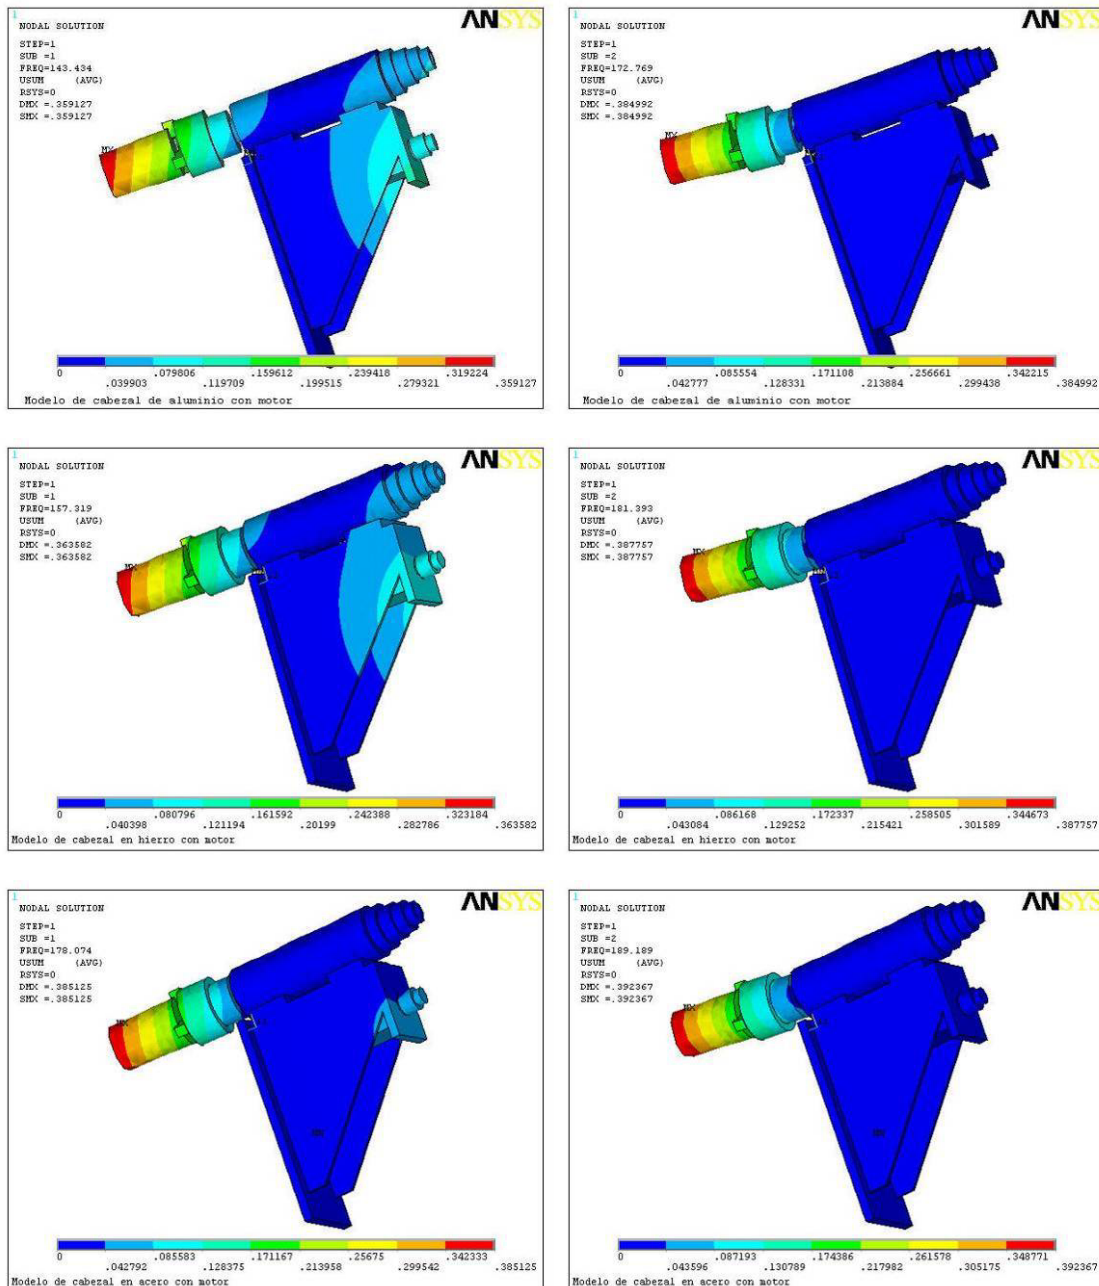 1
NODAL SOLUTION
ANSYS
STEP=1
SUB =1
FREQ=143.434
USUM (AVG)
RSYS=0
DMX =.359127
SMX =.359127
MX
0 .079806 .159612 .239418 .319224
.039903 .119709 .199515 .279321 .359127
Modelo de cabezal de aluminio con motor
1
NODAL SOLUTION
ANSYS
STEP=1
SUB =2
FREQ=172.769
USUM (AVG)
RSYS=0
DMX =.384992
SMX =.384992
MX
0 .085554 .171108 .256661 .342215
.042777 .128331 .213884 .299438 .384992
Modelo de cabezal de aluminio con motor
1
NODAL SOLUTION
ANSYS
STEP=1
SUB =1
FREQ=157.319
USUM (AVG)
RSYS=0
DMX =.363582
SMX =.363582
MX
0 .080796 .161592 .242388 .323184
.040398 .121194 .20199 .282786 .363582
Modelo de cabezal en hierro con motor
1
NODAL SOLUTION
ANSYS
STEP=1
SUB =2
FREQ=181.393
USUM (AVG)
RSYS=0
DMX =.387757
SMX =.387757
MX
0 .086168 .172337 .258505 .344673
.043084 .129252 .215421 .301589 .387757
Modelo de cabezal en hierro con motor
1
NODAL SOLUTION
ANSYS
STEP=1
SUB =1
FREQ=178.074
USUM (AVG)
RSYS=0
DMX =.385125
SMX =.385125
MX
0 .085583 .171167 .25675 .342333
.042792 .128375 .213958 .299542 .385125
Modelo de cabezal en acero con motor
1
NODAL SOLUTION
ANSYS
STEP=1
SUB =2
FREQ=189.189
USUM (AVG)
RSYS=0
DMX =.392367
SMX =.392367
MX
0 .087193 .174386 .261578 .348771
.043596 .130789 .217982 .305175 .392367
Modelo de cabezal en acero con motor